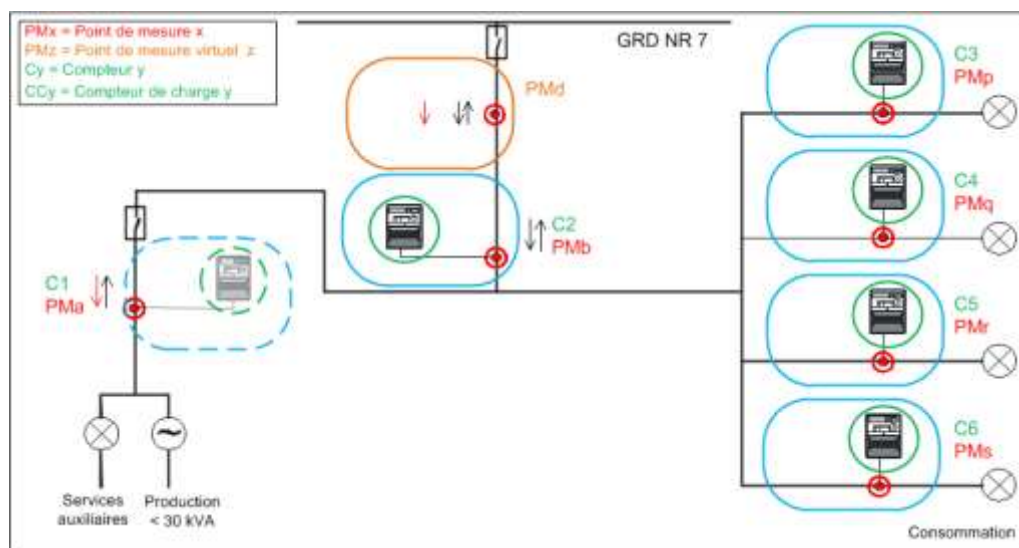 PMx = Point de mesure x
PMz = Point de mesure virtuel z
Cy = Compteur y
CCy = Compteur de charge y
GRD NR 7
PMd
C3
PMp
C4
PMq
C2
PMb
C1
PMa
C5
PMr
C6
PMs
Services
auxiliaires
Production
< 30 kVA
Consommation